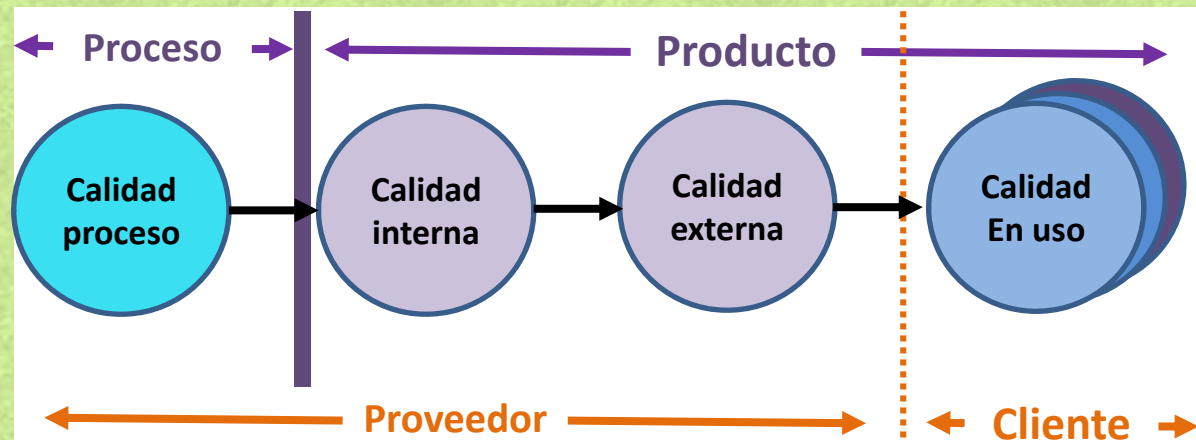 Proceso
Producto
Calidad
proceso
Calidad
interna
Calidad
externa
Calidad
En uso
Proveedor
Cliente